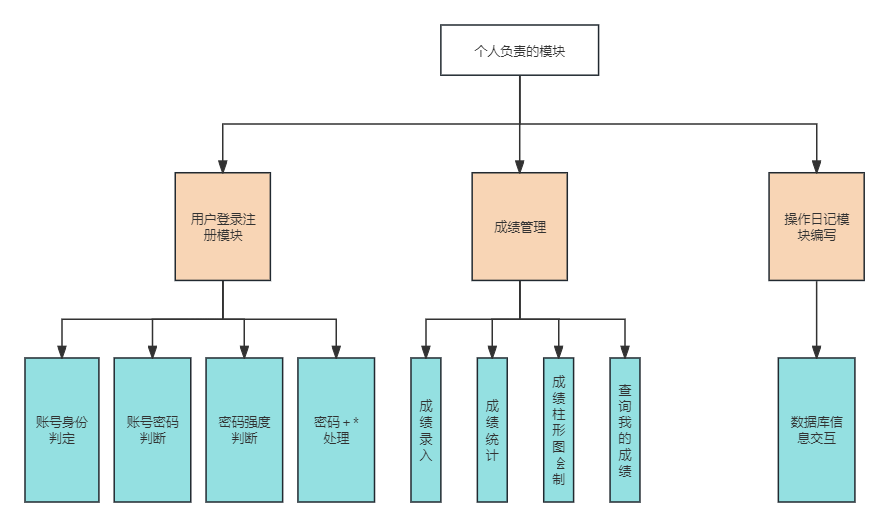 个人负责的模块
用户登录注
册模块
成绩管理
操作日记模
块编写
账号身份
判定
账号密码
判断
密码强度
判断
密码 + *
处理
成绩录入
成绩统计
成绩柱形图绘制
查询我的成绩
数据库信
息交互